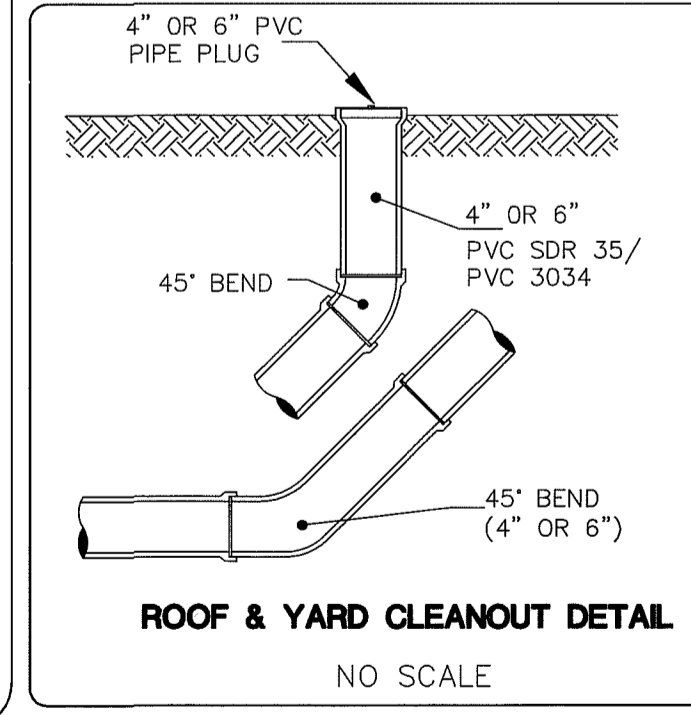 4" OR 6" PVC
PIPE PLUG
4" OR 6"
PVC SDR 35/
PVC 3034
45° BEND
45° BEND
(4" OR 6")
ROOF & YARD CLEANOUT DETAIL
NO SCALE